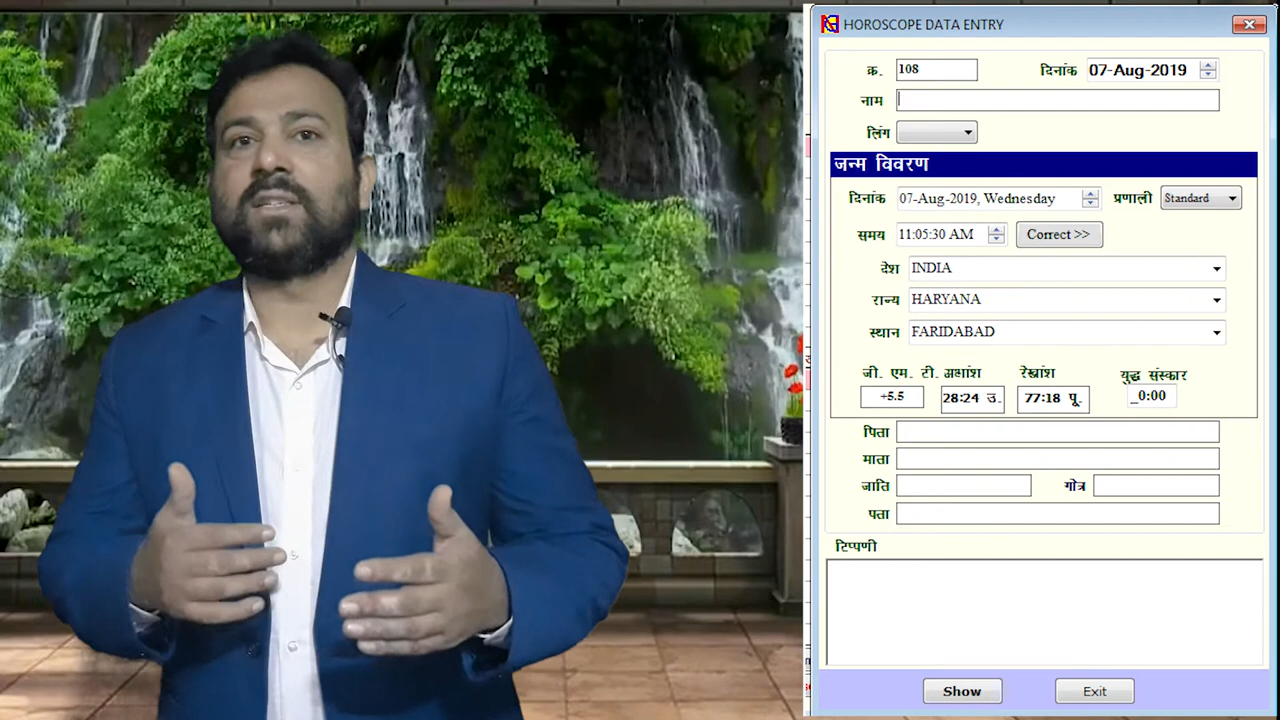 HOROSCOPE DATA ENTRY
क्र. 108 दिनांक 07-Aug-2019
नाम
लिंग
जन्म विवरण
दिनांक 07-Aug-2019, Wednesday प्रणाली Standard
समय 11:05:30 AM Correct >>
देश INDIA
राज्य HARYANA
स्थान FARIDABAD
जी. एम. टी. अक्षांश रेखांश युद्ध संस्कार
+5.5 28:24 उ. 77:18 पू. _0:00
पिता
माता
जाति गोत्र
पता
टिप्पणी
Show Exit